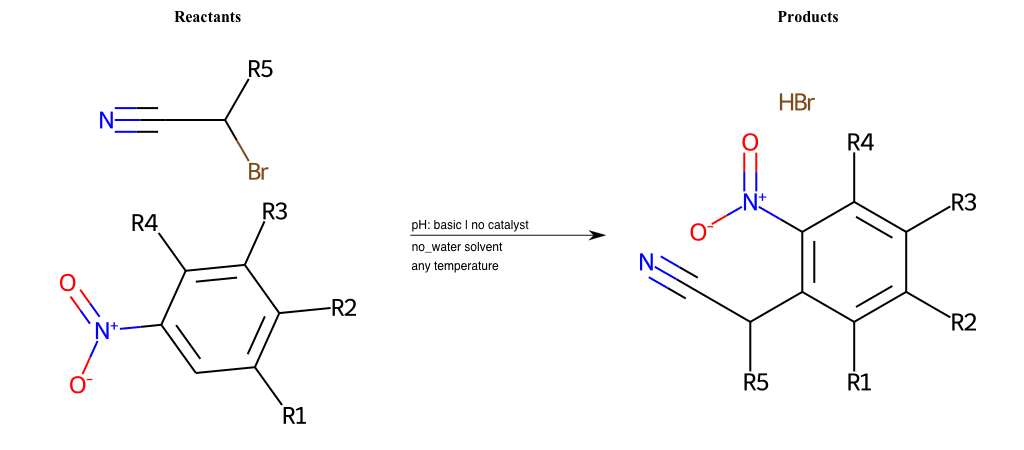 Reactants
Products
R5
N
Br
HBr
R4
R3
O
N+
O-
R2
R1
pH: basic | no catalyst
no_water solvent
any temperature
O
R4
N+
O-
R3
N
R2
R5
R1